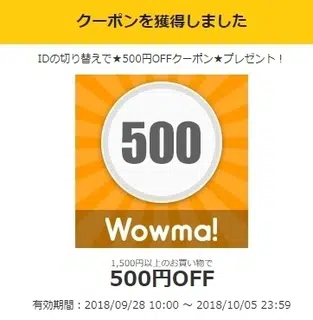 クーポンを獲得しました
IDの切り替えで★500円OFFクーポン★プレゼント！
500
Wowma!
1,500円以上のお買い物で
500円OFF
有効期間：2018/09/28 10:00 ～ 2018/10/05 23:59